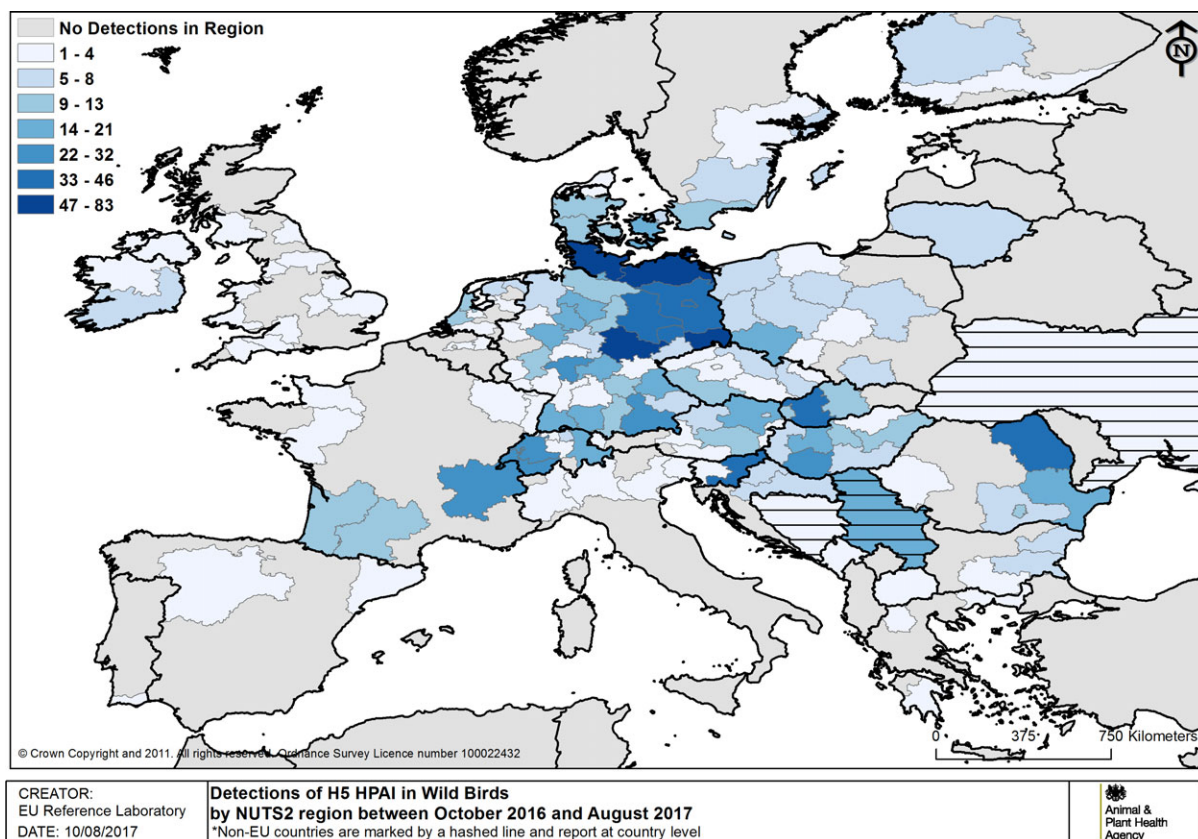 No Detections in Region
1 - 4
5 - 8
9 - 13
14 - 21
22 - 32
33 - 46
47 - 83
N
© Crown Copyright and 2011. All rights reserved. Ordnance Survey Licence number 100022432
0 375 750 Kilometers
CREATOR:
EU Reference Laboratory
DATE: 10/08/2017
Detections of H5 HPAI in Wild Birds
by NUTS2 region between October 2016 and August 2017
*Non-EU countries are marked by a hashed line and report at country level
Animal &
Plant Health
Agency